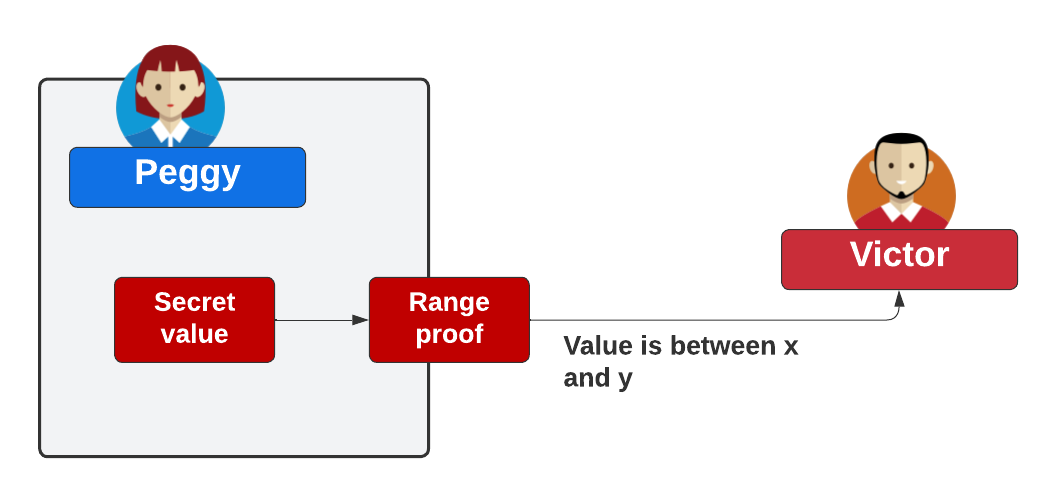 Peggy
Victor
Secret
value
Range
proof
Value is between x
and y